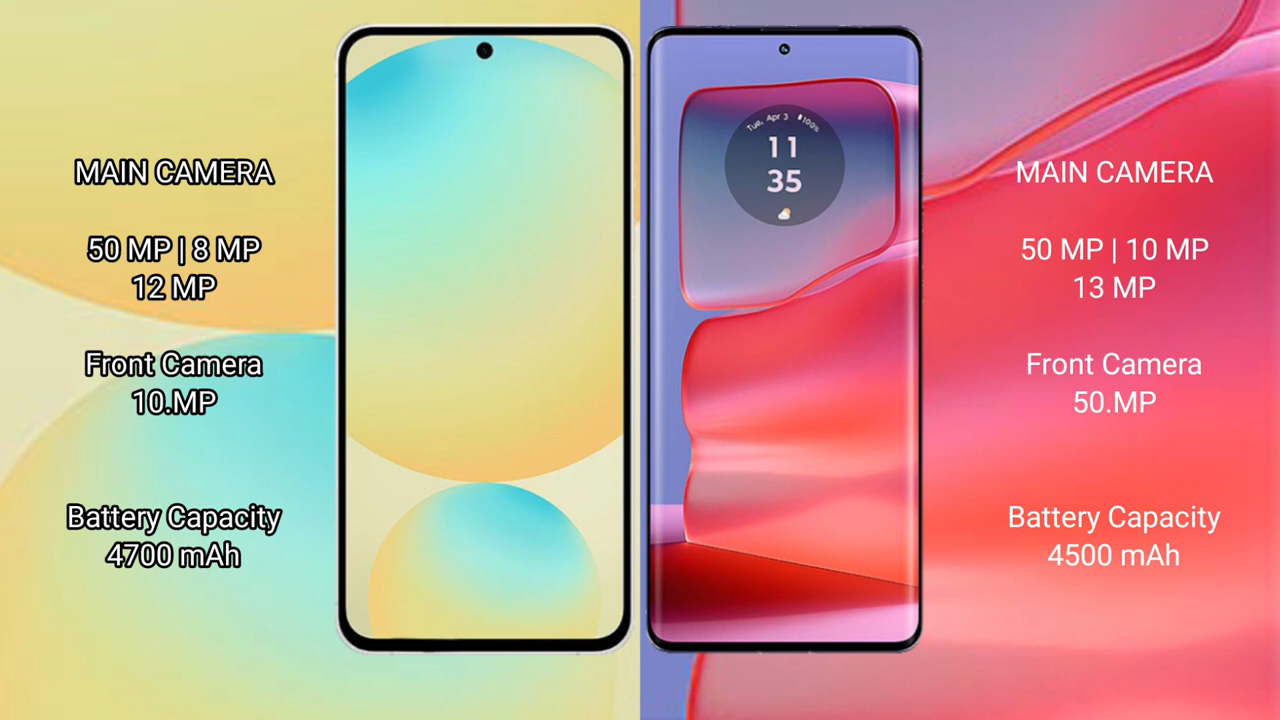 MAIN CAMERA
50 MP | 8 MP
12 MP
Front Camera
10.MP
Battery Capacity
4700 mAh
Tue, Apr 3 100%
11
35
MAIN CAMERA
50 MP | 10 MP
13 MP
Front Camera
50.MP
Battery Capacity
4500 mAh